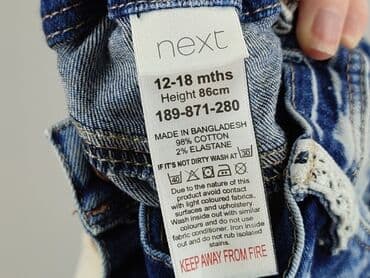 next
12-18 mths
Height 86cm
189-871-280
MADE IN BANGLADESH
98% COTTON
2% ELASTANE
IF IT'S NOT DIRTY WASH AT 30
40
Due to the nature of this
product avoid contact
with light coloured fabrics,
surfaces and upholstery.
Wash inside out with similar
colours and do not use
fabric conditioner. Iron inside
out and do not rub isolated
stains.
KEEP AWAY FROM FIRE